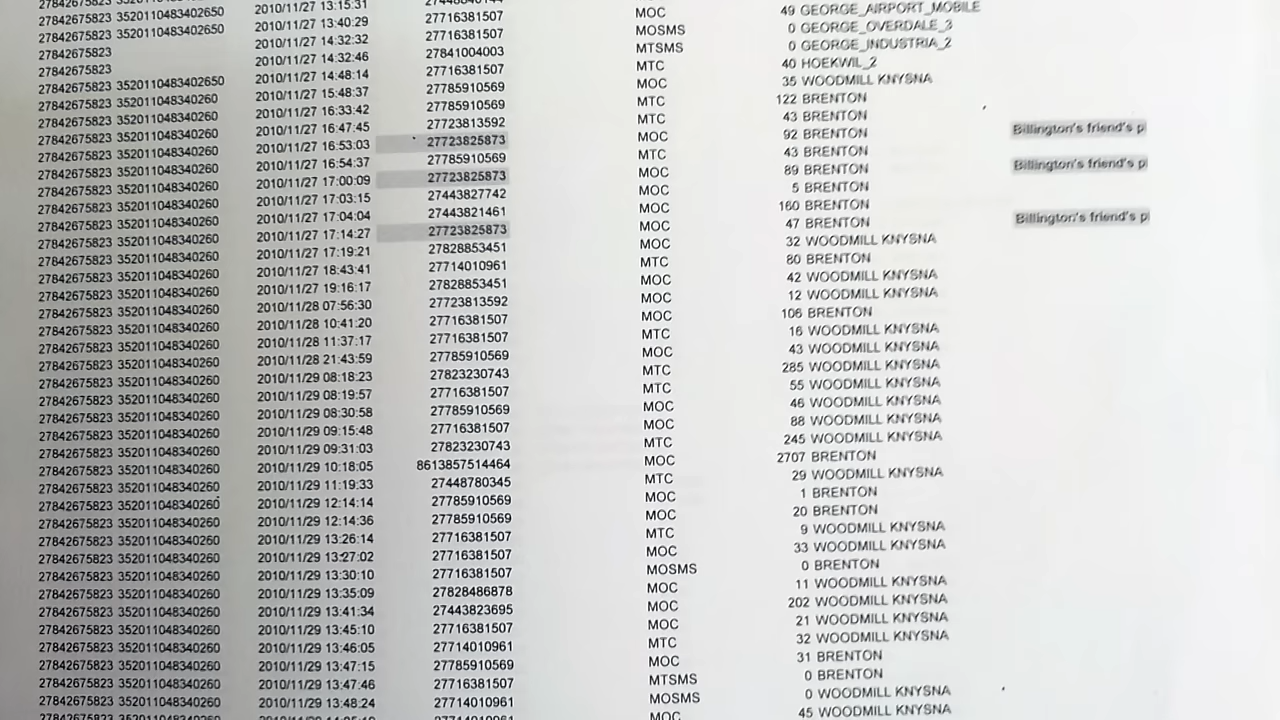 27842675823 3520110483402650 2010/11/27 13:15:31
27842675823 3520110483402650 2010/11/27 13:40:29 27716381507 MOC 49 GEORGE_AIRPORT_MOBILE
27842675823 2010/11/27 14:32:32 27716381507 MOSMS 0 GEORGE_OVERDALE_3
27842675823 2010/11/27 14:32:46 27841004003 MTSMS 0 GEORGE_INDUSTRIA_2
27842675823 3520110483402650 2010/11/27 14:48:14 27716381507 MTC 40 HOEKWIL_2
27842675823 352011048340260 2010/11/27 15:48:37 27785910569 MOC 35 WOODMILL KNYSNA
27842675823 352011048340260 2010/11/27 16:33:42 27785910569 MTC 122 BRENTON
27842675823 352011048340260 2010/11/27 16:47:45 27723813592 MTC 43 BRENTON
27842675823 352011048340260 2010/11/27 16:53:03 27723825873 MOC 92 BRENTON Billington's friend's p
27842675823 352011048340260 2010/11/27 16:54:37 27785910569 MTC 43 BRENTON
27842675823 352011048340260 2010/11/27 17:00:09 27723825873 MOC 89 BRENTON Billington's friend's p
27842675823 352011048340260 2010/11/27 17:03:15 27443827742 MOC 5 BRENTON
27842675823 352011048340260 2010/11/27 17:04:04 27443821461 MOC 160 BRENTON
27842675823 352011048340260 2010/11/27 17:14:27 27723825873 MOC 47 BRENTON Billington's friend's p
27842675823 352011048340260 2010/11/27 17:19:21 27828853451 MOC 32 WOODMILL KNYSNA
27842675823 352011048340260 2010/11/27 18:43:41 27714010961 MTC 80 BRENTON
27842675823 352011048340260 2010/11/27 19:16:17 27828853451 MOC 42 WOODMILL KNYSNA
27842675823 352011048340260 2010/11/28 07:56:30 27723813592 MOC 12 WOODMILL KNYSNA
27842675823 352011048340260 2010/11/28 10:41:20 27716381507 MOC 106 BRENTON
27842675823 352011048340260 2010/11/28 11:37:17 27716381507 MTC 16 WOODMILL KNYSNA
27842675823 352011048340260 2010/11/28 21:43:59 27785910569 MOC 43 WOODMILL KNYSNA
27842675823 352011048340260 2010/11/29 08:18:23 27823230743 MTC 285 WOODMILL KNYSNA
27842675823 352011048340260 2010/11/29 08:19:57 27716381507 MTC 55 WOODMILL KNYSNA
27842675823 352011048340260 2010/11/29 08:30:58 27785910569 MOC 46 WOODMILL KNYSNA
27842675823 352011048340260 2010/11/29 09:15:48 27716381507 MOC 88 WOODMILL KNYSNA
27842675823 352011048340260 2010/11/29 09:31:03 27823230743 MTC 245 WOODMILL KNYSNA
27842675823 352011048340260 2010/11/29 10:18:05 8613857514464 MOC 2707 BRENTON
27842675823 352011048340260 2010/11/29 11:19:33 27448780345 MTC 29 WOODMILL KNYSNA
27842675823 352011048340260 2010/11/29 12:14:14 27785910569 MOC 1 BRENTON
27842675823 352011048340260 2010/11/29 12:14:36 27785910569 MOC 20 BRENTON
27842675823 352011048340260 2010/11/29 13:26:14 27716381507 MTC 9 WOODMILL KNYSNA
27842675823 352011048340260 2010/11/29 13:27:02 27716381507 MOC 33 WOODMILL KNYSNA
27842675823 352011048340260 2010/11/29 13:30:10 27716381507 MOSMS 0 BRENTON
27842675823 352011048340260 2010/11/29 13:35:09 27828486878 MOC 11 WOODMILL KNYSNA
27842675823 352011048340260 2010/11/29 13:41:34 27443823695 MOC 202 WOODMILL KNYSNA
27842675823 352011048340260 2010/11/29 13:45:10 27716381507 MOC 21 WOODMILL KNYSNA
27842675823 352011048340260 2010/11/29 13:46:05 27714010961 MTC 32 WOODMILL KNYSNA
27842675823 352011048340260 2010/11/29 13:47:15 27785910569 MOC 31 BRENTON
27842675823 352011048340260 2010/11/29 13:47:46 27716381507 MTSMS 0 BRENTON
27842675823 352011048340260 2010/11/29 13:48:24 27714010961 MOSMS 0 WOODMILL KNYSNA
27842675823 352011048340260 MOC 45 WOODMILL KNYSNA